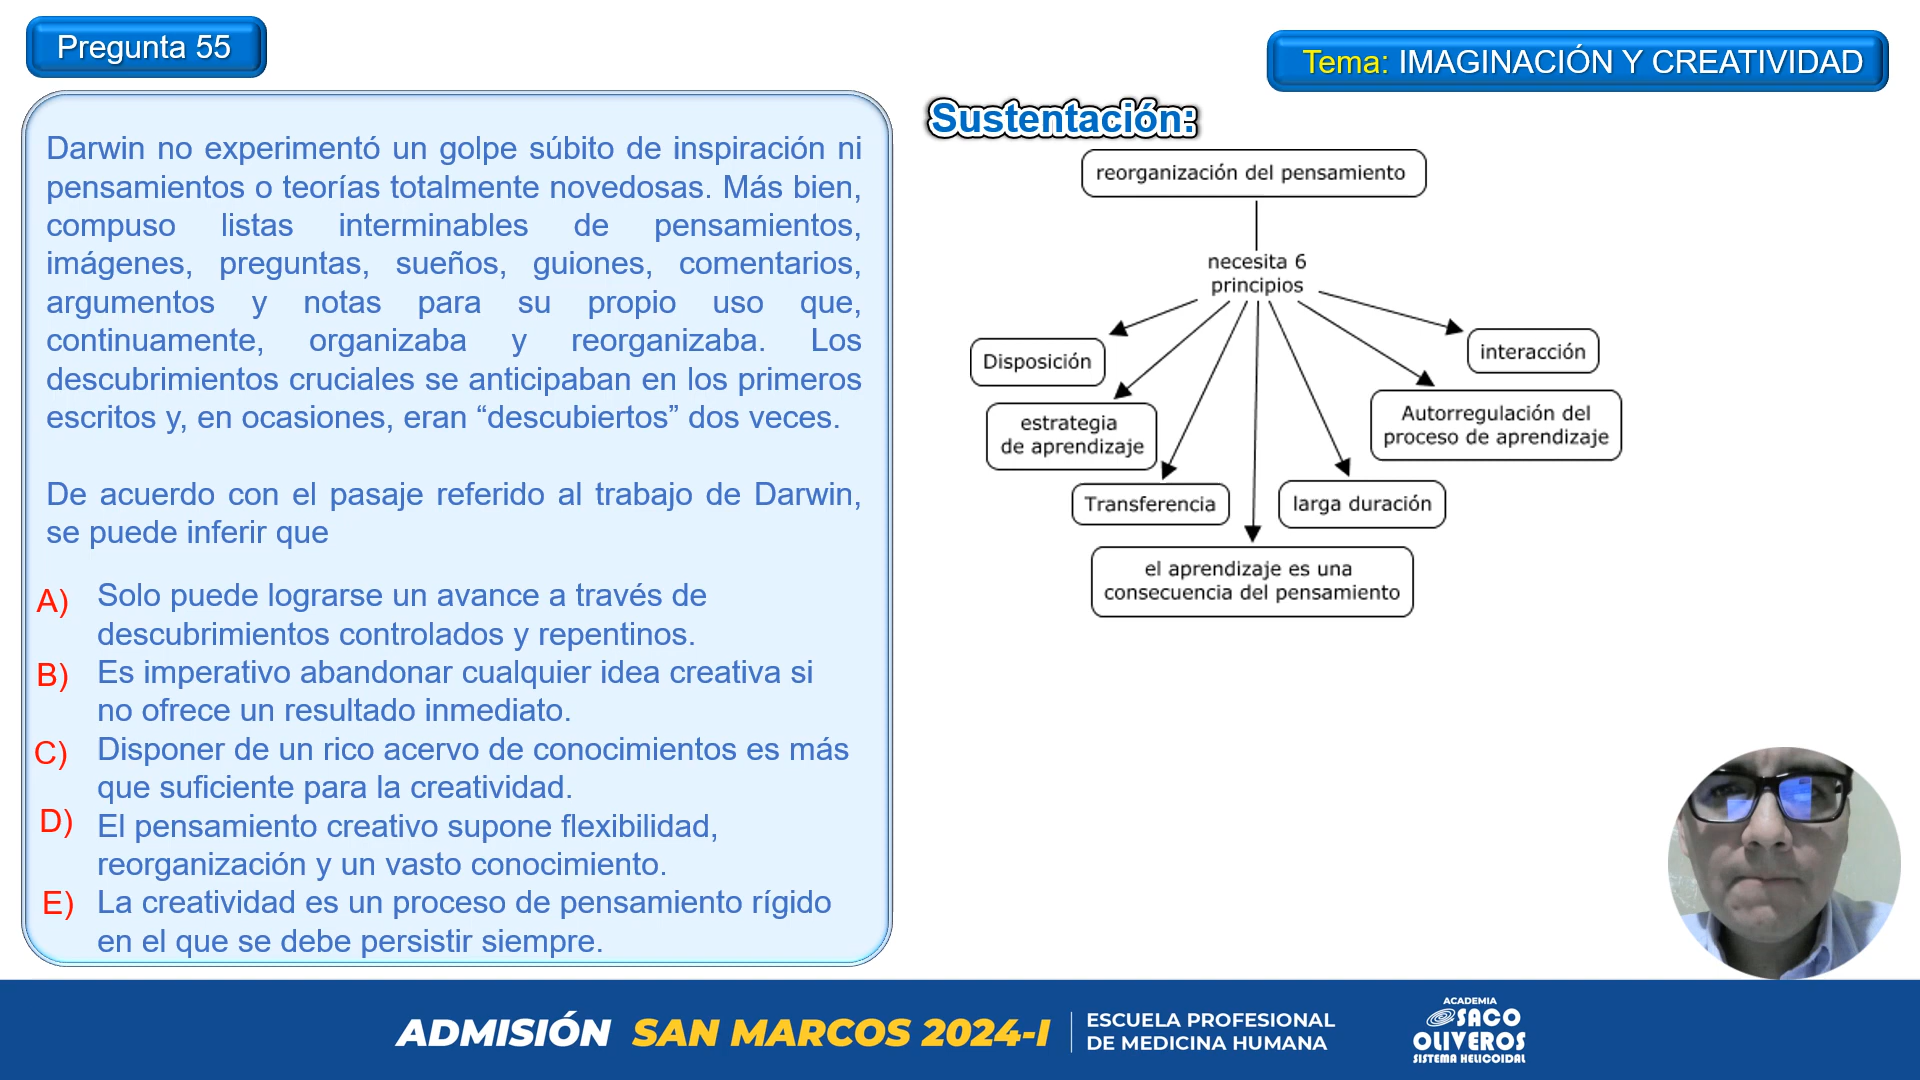 Pregunta 55
Tema: IMAGINACIÓN Y CREATIVIDAD
Darwin no experimentó un golpe súbito de inspiración ni
pensamientos o teorías totalmente novedosas. Más bien,
compuso listas interminables de pensamientos,
imágenes, preguntas, sueños, guiones, comentarios,
argumentos y notas para su propio uso que,
continuamente, organizaba y reorganizaba. Los
descubrimientos cruciales se anticipaban en los primeros
escritos y, en ocasiones, eran “descubiertos” dos veces.
De acuerdo con el pasaje referido al trabajo de Darwin,
se puede inferir que
A) Solo puede lograrse un avance a través de
descubrimientos controlados y repentinos.
B) Es imperativo abandonar cualquier idea creativa si
no ofrece un resultado inmediato.
C) Disponer de un rico acervo de conocimientos es más
que suficiente para la creatividad.
D) El pensamiento creativo supone flexibilidad,
reorganización y un vasto conocimiento.
E) La creatividad es un proceso de pensamiento rígido
en el que se debe persistir siempre.
Sustentación:
reorganización del pensamiento
necesita 6
principios
Disposición
estrategia
de aprendizaje
Transferencia
el aprendizaje es una
consecuencia del pensamiento
larga duración
Autorregulación del
proceso de aprendizaje
interacción
ADMISIÓN SAN MARCOS 2024-I
ESCUELA PROFESIONAL
DE MEDICINA HUMANA
ACADEMIA
SACO
OLIVEROS
SISTEMA HELICOIDAL